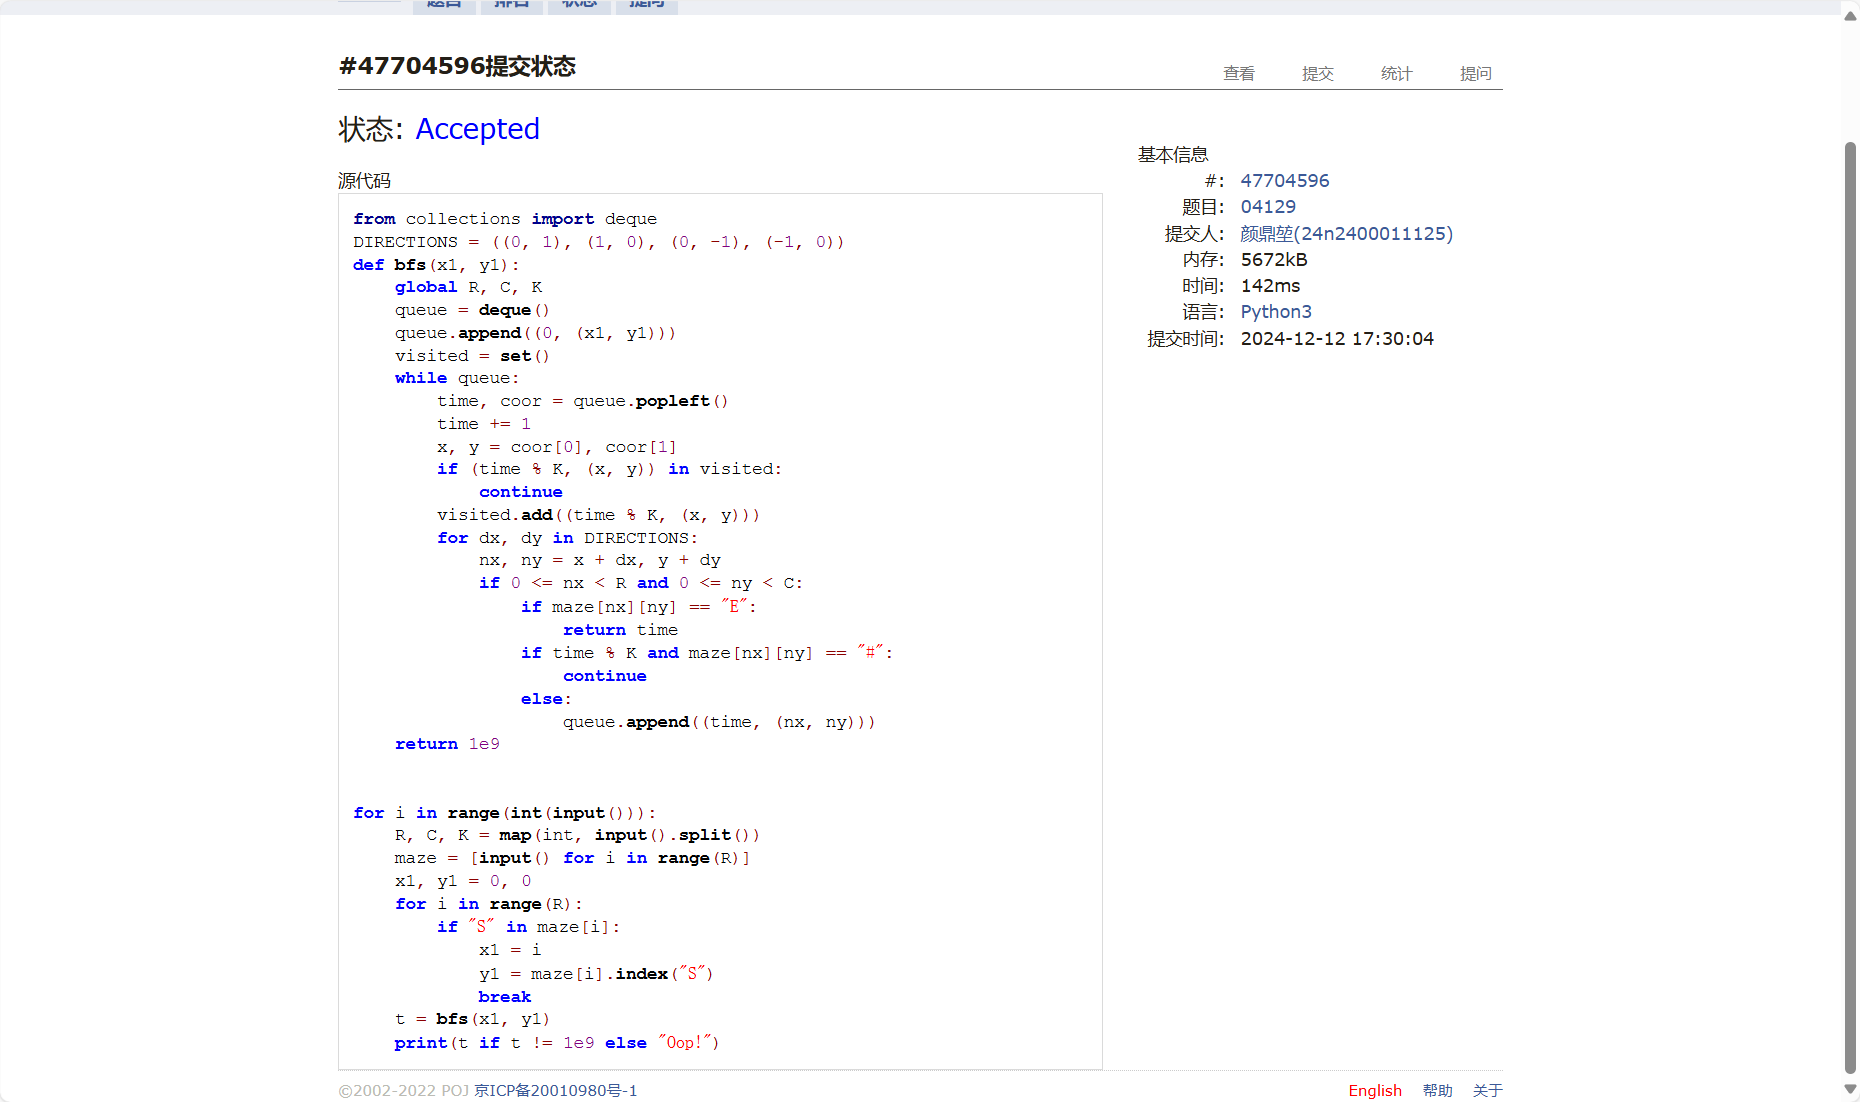 题目 排名 状态 提问
#47704596提交状态
查看 提交 统计 提问
状态: Accepted
基本信息
#: 47704596
题目: 04129
提交人: 颜鼎堃(24n2400011125)
内存: 5672kB
时间: 142ms
语言: Python3
提交时间: 2024-12-12 17:30:04
源代码
from collections import deque
DIRECTIONS = ((0, 1), (1, 0), (0, -1), (-1, 0))
def bfs(x1, y1):
    global R, C, K
    queue = deque()
    queue.append((0, (x1, y1)))
    visited = set()
    while queue:
        time, coor = queue.popleft()
        time += 1
        x, y = coor[0], coor[1]
        if (time % K, (x, y)) in visited:
            continue
        visited.add((time % K, (x, y)))
        for dx, dy in DIRECTIONS:
            nx, ny = x + dx, y + dy
            if 0 <= nx < R and 0 <= ny < C:
                if maze[nx][ny] == "E":
                    return time
                if time % K and maze[nx][ny] == "#":
                    continue
                else:
                    queue.append((time, (nx, ny)))
    return 1e9
for i in range(int(input())):
    R, C, K = map(int, input().split())
    maze = [input() for i in range(R)]
    x1, y1 = 0, 0
    for i in range(R):
        if "S" in maze[i]:
            x1 = i
            y1 = maze[i].index("S")
            break
    t = bfs(x1, y1)
    print(t if t != 1e9 else "Oop!")
©2002-2022 POJ 京ICP备20010980号-1
English 帮助 关于